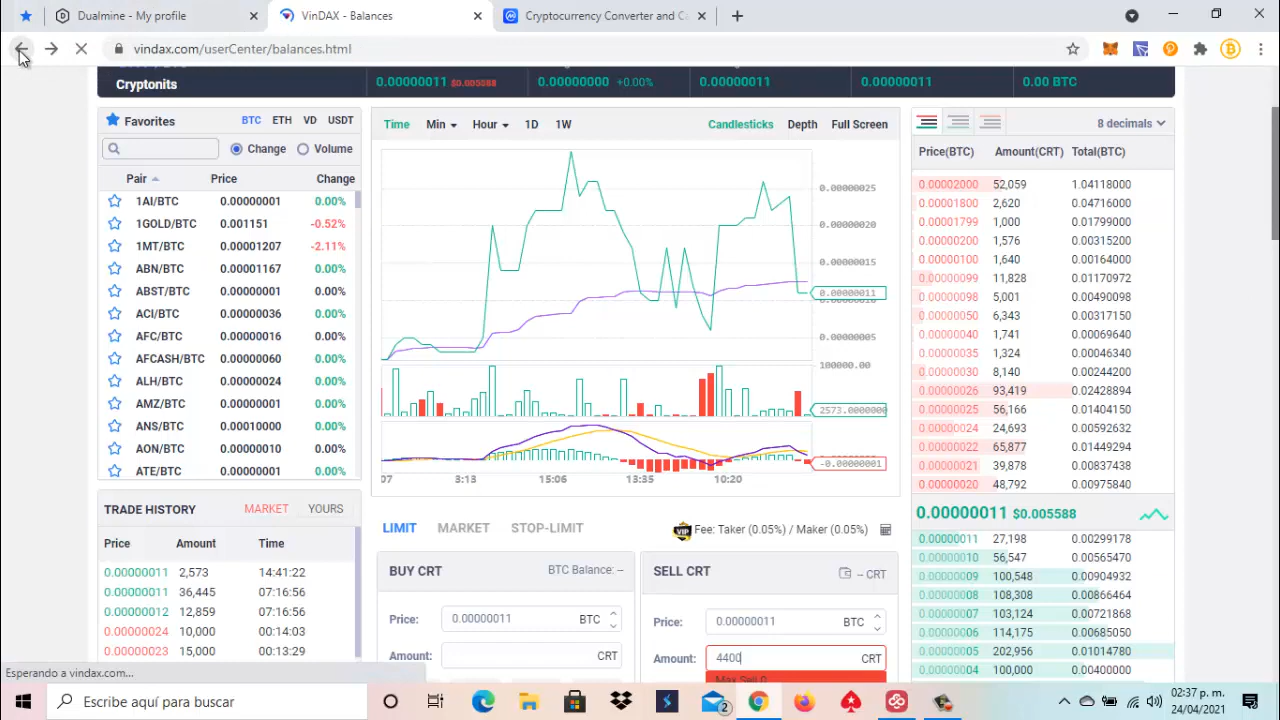 Dualmine - My profile
VinDAX - Balances
Cryptocurrency Converter and Ca
vindax.com/userCenter/balances.html
Cryptonits
0.00000011 $0.005588
0.00000000 +0.00%
0.00000011
0.00000011
0.00 BTC
Favorites
BTC ETH VD USDT
Change Volume
Pair Price Change
1AI/BTC 0.00000001 0.00%
1GOLD/BTC 0.001151 -0.52%
1MT/BTC 0.00001207 -2.11%
ABN/BTC 0.00001167 0.00%
ABST/BTC 0.00000001 0.00%
ACI/BTC 0.00000036 0.00%
AFC/BTC 0.00000016 0.00%
AFCASH/BTC 0.00000060 0.00%
ALH/BTC 0.00000024 0.00%
AMZ/BTC 0.00000001 0.00%
ANS/BTC 0.00010000 0.00%
AON/BTC 0.00000010 0.00%
ATE/BTC 0.00000001 0.00%
TRADE HISTORY MARKET YOURS
Price Amount Time
0.00000011 2,573 14:41:22
0.00000011 36,445 07:16:56
0.00000012 12,859 07:16:56
0.00000024 10,000 00:14:03
0.00000023 15,000 00:13:29
Time Min Hour 1D 1W
Candlesticks Depth Full Screen
0.00000025
0.00000020
0.00000015
0.00000011
0.00000010
0.00000005
100000.00
2573.0000000
-0.00000001
07 3:13 15:06 13:35 10:20
LIMIT MARKET STOP-LIMIT
VIP Fee: Taker (0.05%) / Maker (0.05%)
BUY CRT BTC Balance: --
Price: 0.00000011 BTC
Amount: CRT
SELL CRT -- CRT
Price: 0.00000011 BTC
Amount: 4400 CRT
Max Sell 0
8 decimals
Price(BTC) Amount(CRT) Total(BTC)
0.00002000 52,059 1.04118000
0.00001800 2,620 0.04716000
0.00001799 1,000 0.01799000
0.00000200 1,576 0.00315200
0.00000100 1,640 0.00164000
0.00000099 11,828 0.01170972
0.00000098 5,001 0.00490098
0.00000050 6,343 0.00317150
0.00000040 1,741 0.00069640
0.00000035 1,324 0.00046340
0.00000030 8,140 0.00244200
0.00000026 93,419 0.02428894
0.00000025 56,166 0.01404150
0.00000024 24,693 0.00592632
0.00000022 65,877 0.01449294
0.00000021 39,878 0.00837438
0.00000020 48,792 0.00975840
0.00000011 $0.005588
0.00000011 27,198 0.00299178
0.00000010 56,547 0.00565470
0.00000009 100,548 0.00904932
0.00000008 108,308 0.00866464
0.00000007 103,124 0.00721868
0.00000006 114,175 0.00685050
0.00000005 202,956 0.01014780
0.00000004 100,000 0.00400000
Esperando a vindax.com...
Escribe aquí para buscar
2
02:37 p. m.
24/04/2021